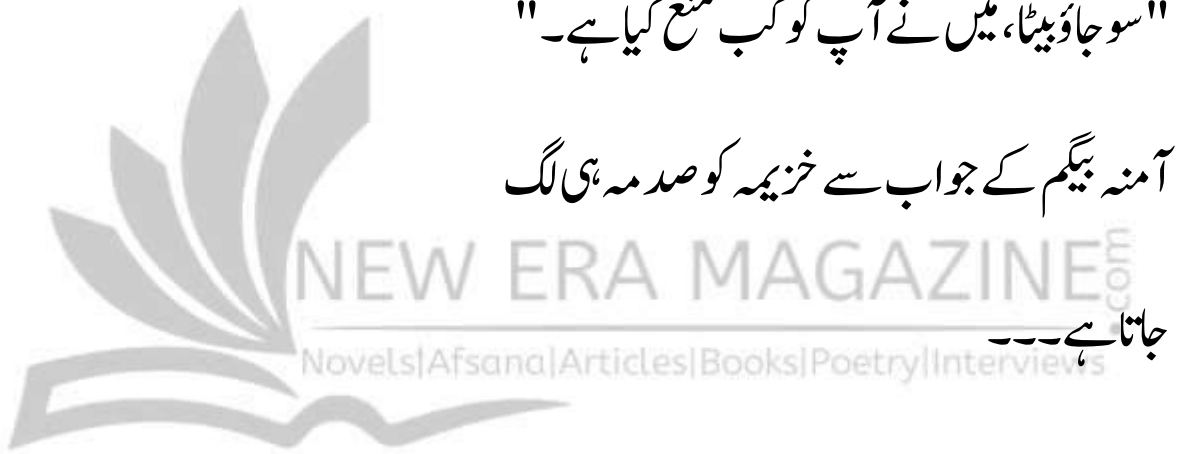 "سو جاؤ بیٹا، میں نے آپ کو کب منع کیا ہے۔"
آمنہ بیگم کے جواب سے خزیمہ کو صدمہ ہی لگ
NEW ERA MAGAZINE.com
جاتا ہے۔۔۔
Novels|Afsana|Articles|Books|Poetry|Interviews